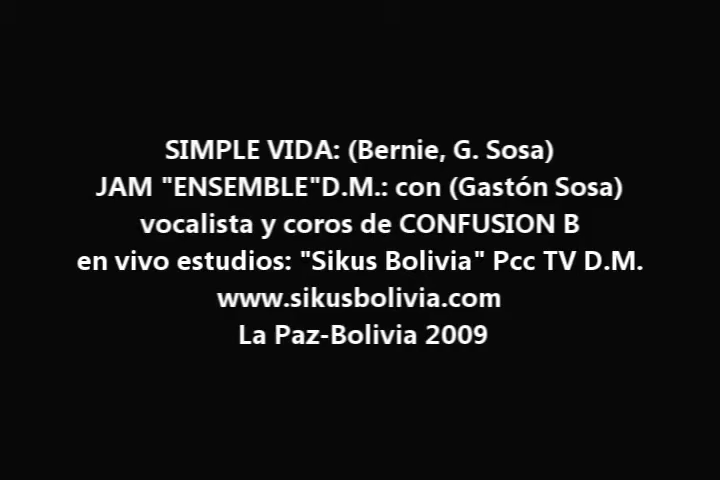 SIMPLE VIDA: (Bernie, G. Sosa)
JAM "ENSEMBLE"D.M.: con (Gastón Sosa)
vocalista y coros de CONFUSION B
en vivo estudios: "Sikus Bolivia" Pcc TV D.M.
www.sikusbolivia.com
La Paz-Bolivia 2009